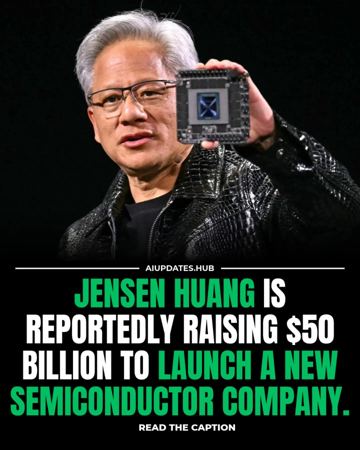 AIUPDATES.HUB
JENSEN HUANG IS
REPORTEDLY RAISING $50
BILLION TO LAUNCH A NEW
SEMICONDUCTOR COMPANY.
READ THE CAPTION